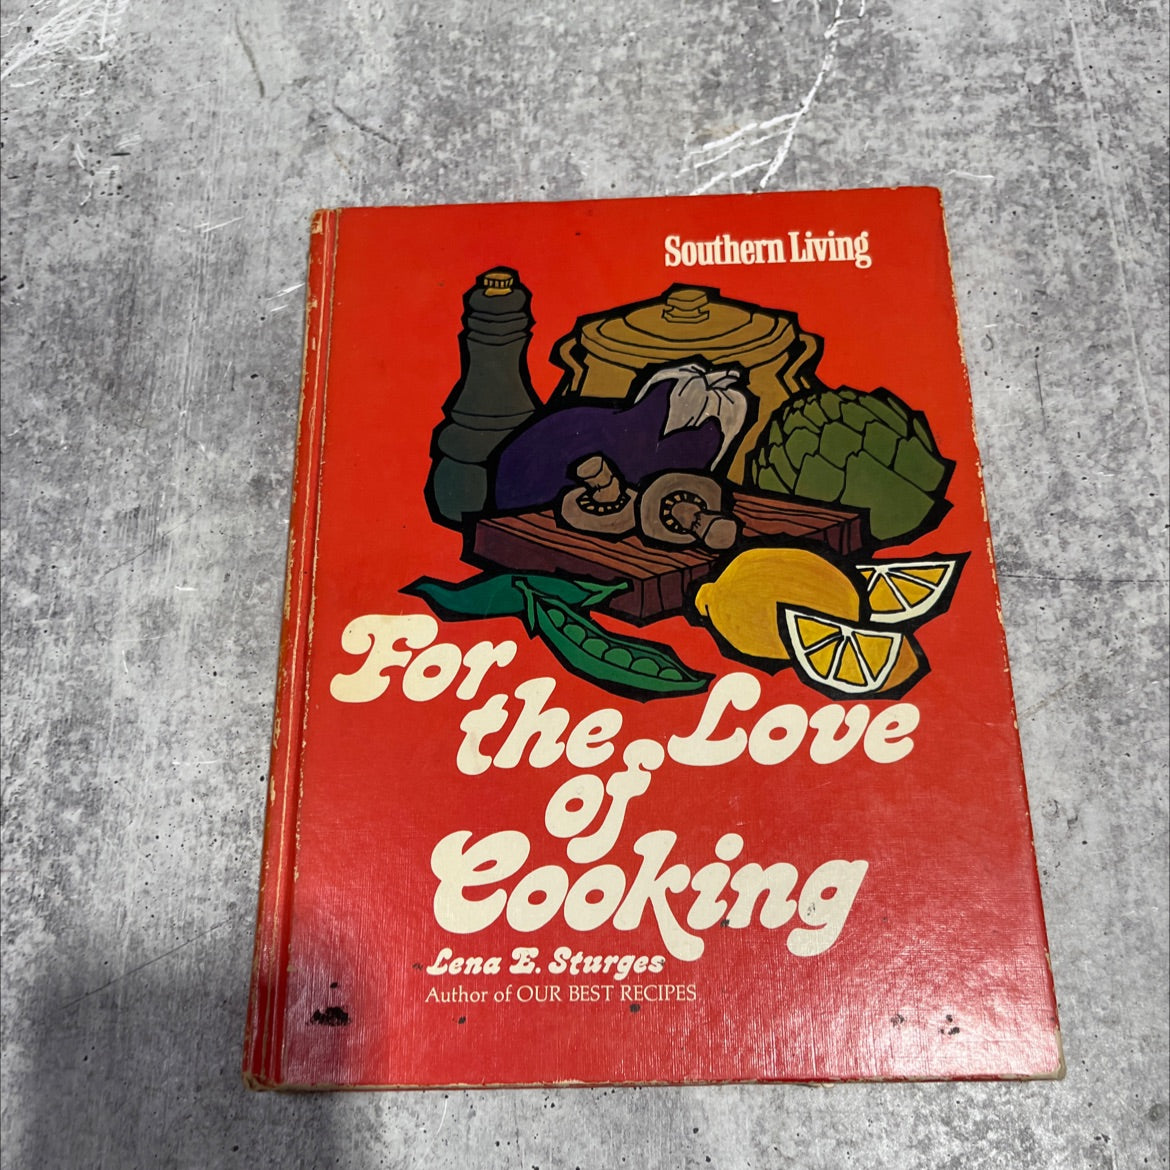 Southern Living
For
the Love
of
Cooking
Lena E. Sturges
Author of OUR BEST RECIPES